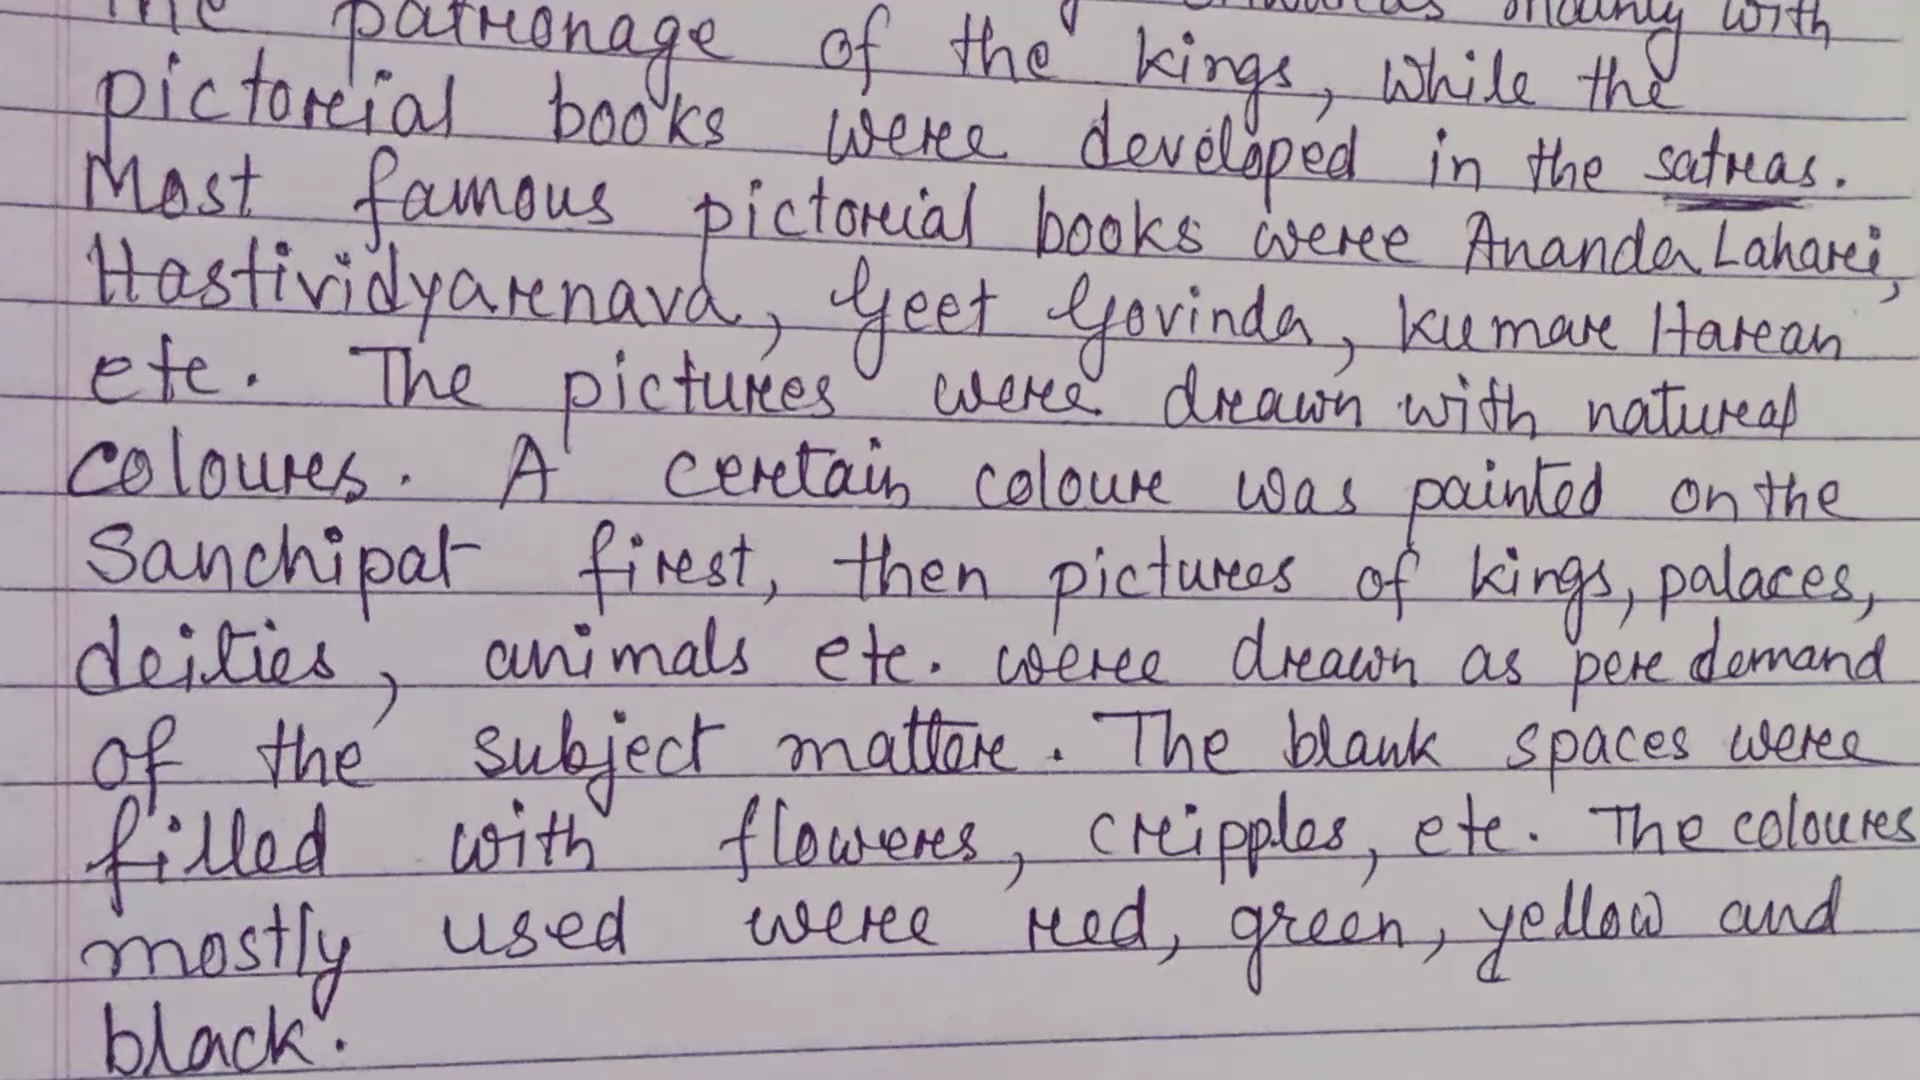 the patronage of the kings, while the
pictorial books were developed in the satras.
Most famous pictorial books were Ananda Lahari,
Hastividyarnava, Geet Govinda, Kumar Haran
etc. The pictures were drawn with natural
colours. A certain colour was painted on the
Sanchipat first, then pictures of kings, palaces,
deities, animals etc. were drawn as per demand
of the subject matter. The blank spaces were
filled with flowers, cripples, etc. The colours
mostly used were red, green, yellow and
black.